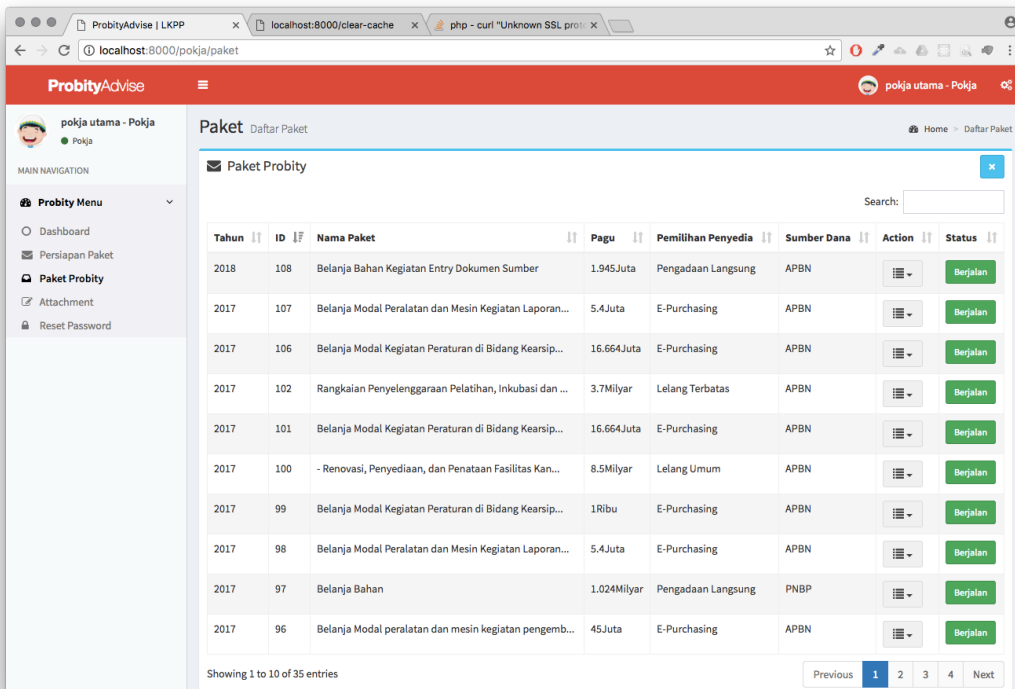 ProbityAdvise | LKPP
localhost:8000/clear-cache
php - curl "Unknown SSL proto
localhost:8000/pokja/paket
ProbityAdvise
pokja utama - Pokja
pokja utama - Pokja
Pokja
MAIN NAVIGATION
Probity Menu
Dashboard
Persiapan Paket
Paket Probity
Attachment
Reset Password
Paket Daftar Paket
Home > Daftar Paket
Paket Probity
Search:
Tahun ID Nama Paket Pagu Pemilihan Penyedia Sumber Dana Action Status
2018 108 Belanja Bahan Kegiatan Entry Dokumen Sumber 1.945Juta Pengadaan Langsung APBN Berjalan
2017 107 Belanja Modal Peralatan dan Mesin Kegiatan Laporan... 5.4Juta E-Purchasing APBN Berjalan
2017 106 Belanja Modal Kegiatan Peraturan di Bidang Kearsip... 16.664Juta E-Purchasing APBN Berjalan
2017 102 Rangkaian Penyelenggaraan Pelatihan, Inkubasi dan ... 3.7Milyar Lelang Terbatas APBN Berjalan
2017 101 Belanja Modal Kegiatan Peraturan di Bidang Kearsip... 16.664Juta E-Purchasing APBN Berjalan
2017 100 - Renovasi, Penyediaan, dan Penataan Fasilitas Kan... 8.5Milyar Lelang Umum APBN Berjalan
2017 99 Belanja Modal Kegiatan Peraturan di Bidang Kearsip... 1Ribu E-Purchasing APBN Berjalan
2017 98 Belanja Modal Peralatan dan Mesin Kegiatan Laporan... 5.4Juta E-Purchasing APBN Berjalan
2017 97 Belanja Bahan 1.024Milyar Pengadaan Langsung PNBP Berjalan
2017 96 Belanja Modal peralatan dan mesin kegiatan pengemb... 45Juta E-Purchasing APBN Berjalan
Showing 1 to 10 of 35 entries
Previous 1 2 3 4 Next